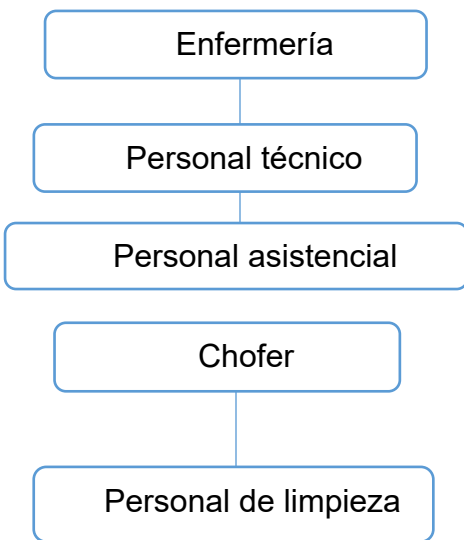 Enfermería
Personal técnico
Personal asistencial
Chofer
Personal de limpieza